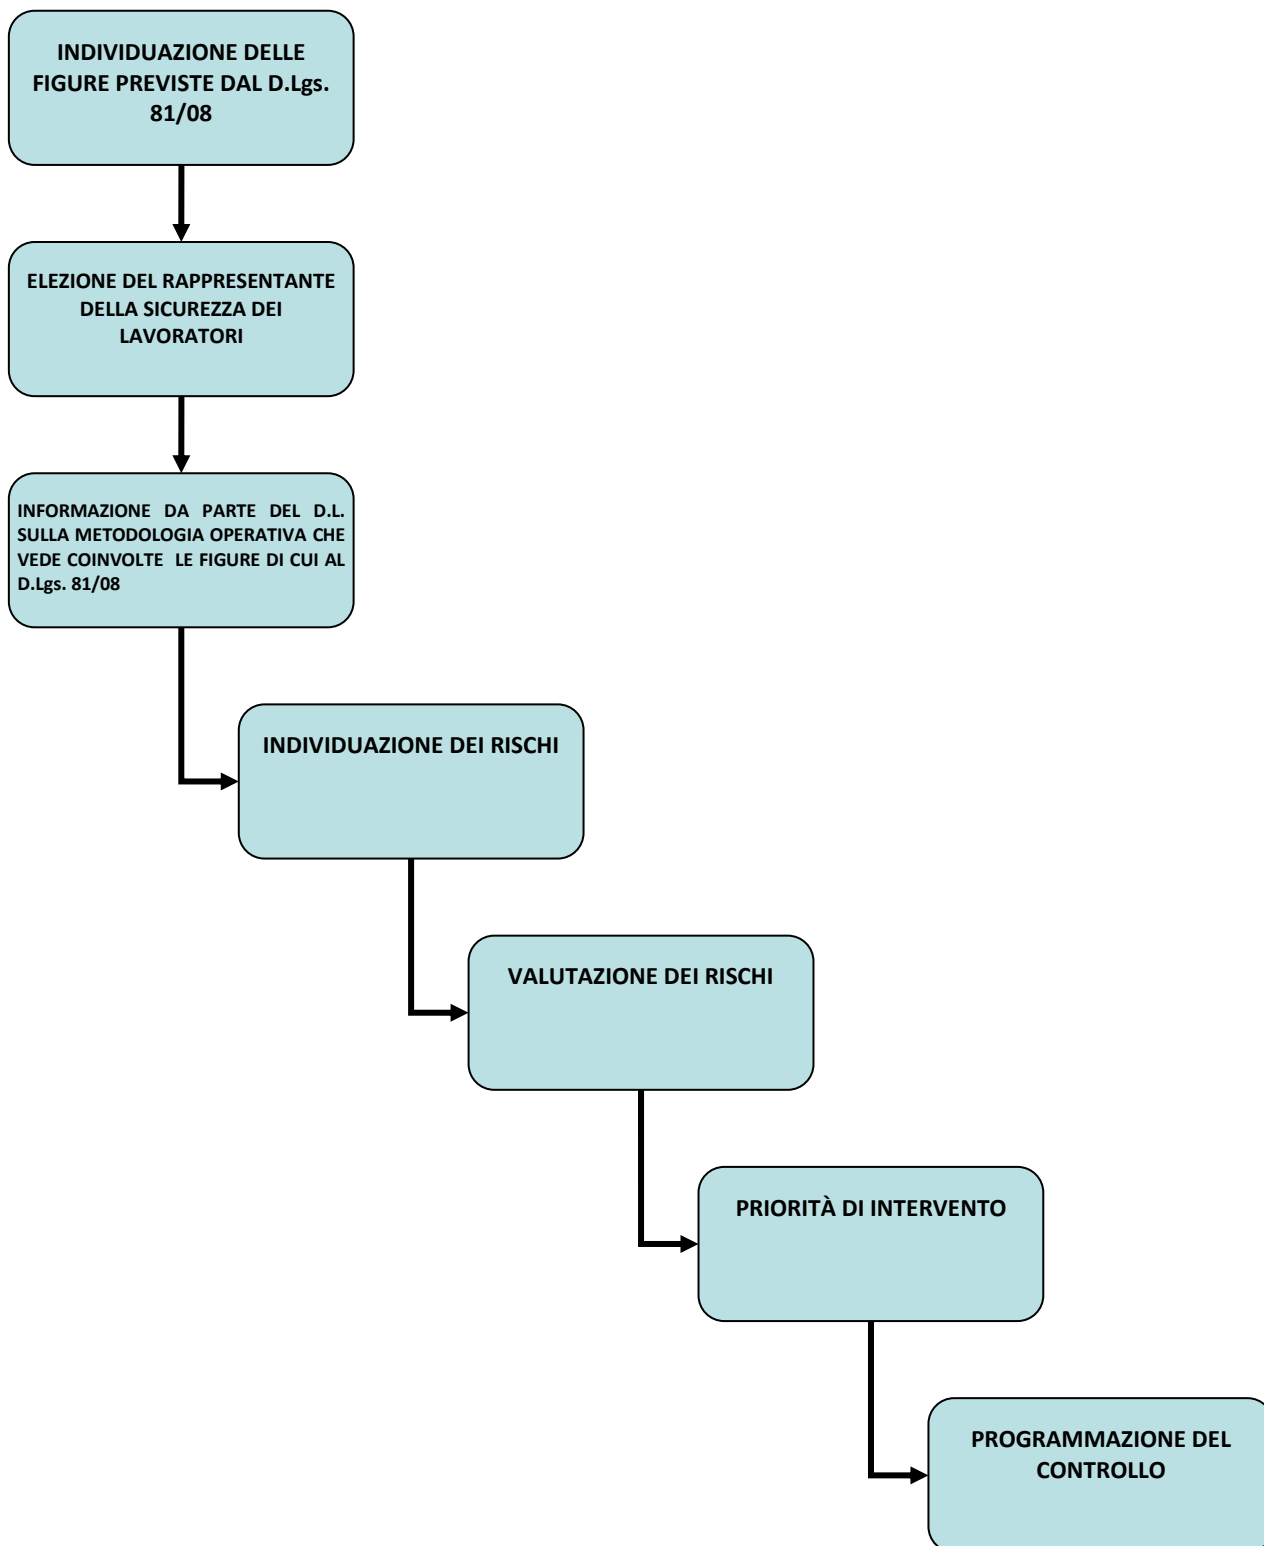 INDIVIDUAZIONE DELLE
FIGURE PREVISTE DAL D.Lgs.
81/08
ELEZIONE DEL RAPPRESENTANTE
DELLA SICUREZZA DEI
LAVORATORI
INFORMAZIONE DA PARTE DEL D.L.
SULLA METODOLOGIA OPERATIVA CHE
VEDE COINVOLTE LE FIGURE DI CUI AL
D.Lgs. 81/08
INDIVIDUAZIONE DEI RISCHI
VALUTAZIONE DEI RISCHI
PRIORITÀ DI INTERVENTO
PROGRAMMAZIONE DEL
CONTROLLO